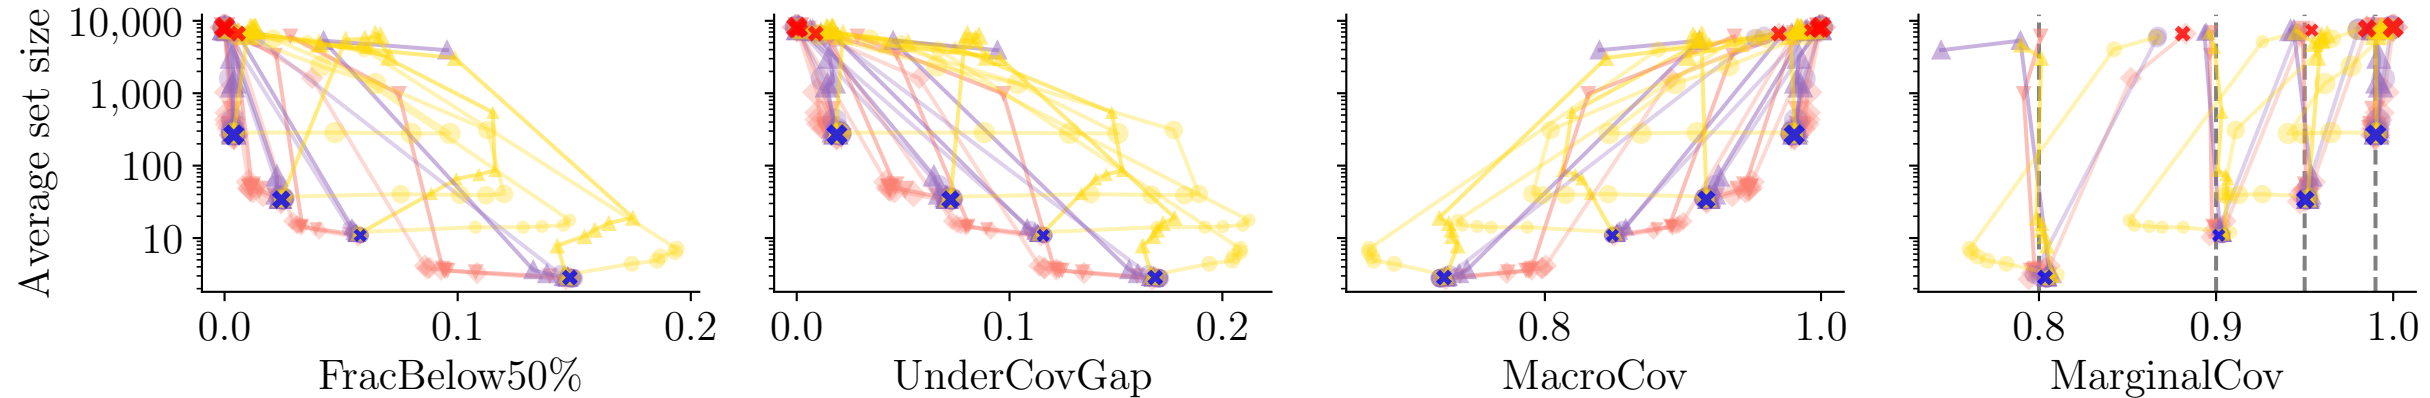 Average set size
10,000
1,000
100
10
0.0 0.1 0.2
FracBelow50%
0.0 0.1 0.2
UnderCovGap
0.8 1.0
MacroCov
0.8 0.9 1.0
MarginalCov